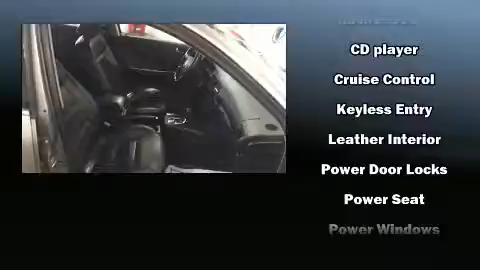 CD player
Cruise Control
Keyless Entry
Leather Interior
Power Door Locks
Power Seat
Power Windows